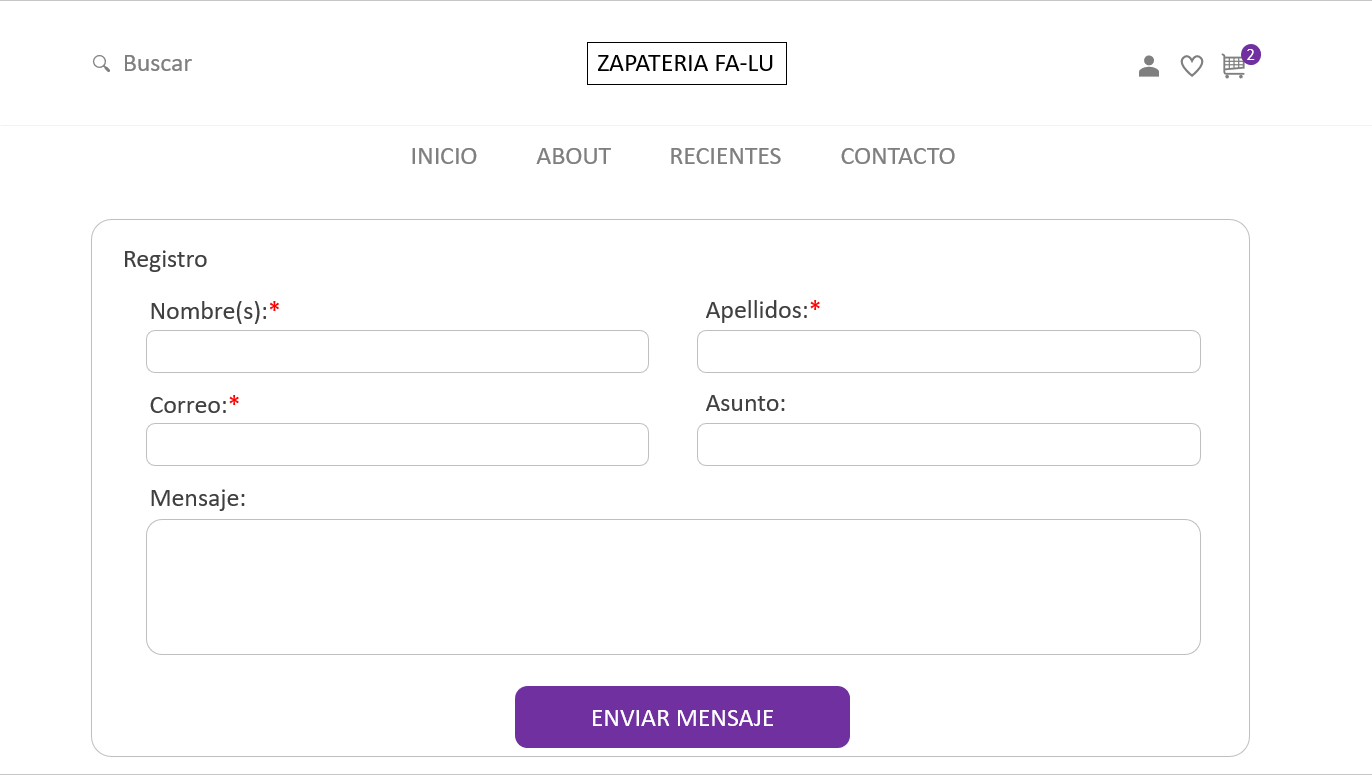 Buscar
ZAPATERIA FA-LU
2
INICIO ABOUT RECIENTES CONTACTO
Registro
Nombre(s):* Apellidos:*
Correo:* Asunto:
Mensaje:
ENVIAR MENSAJE